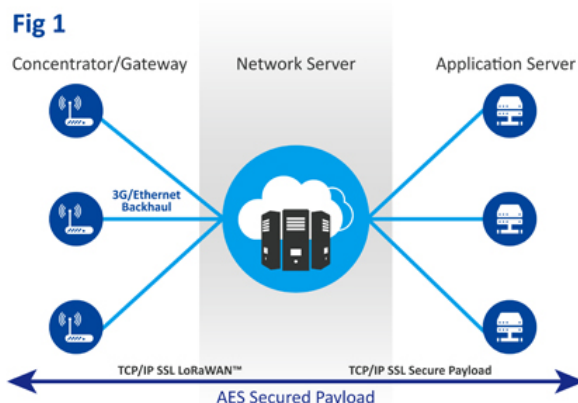 Fig 1
Concentrator/Gateway
Network Server
Application Server
3G/Ethernet
Backhaul
TCP/IP SSL LoRaWAN™
TCP/IP SSL Secure Payload
AES Secured Payload